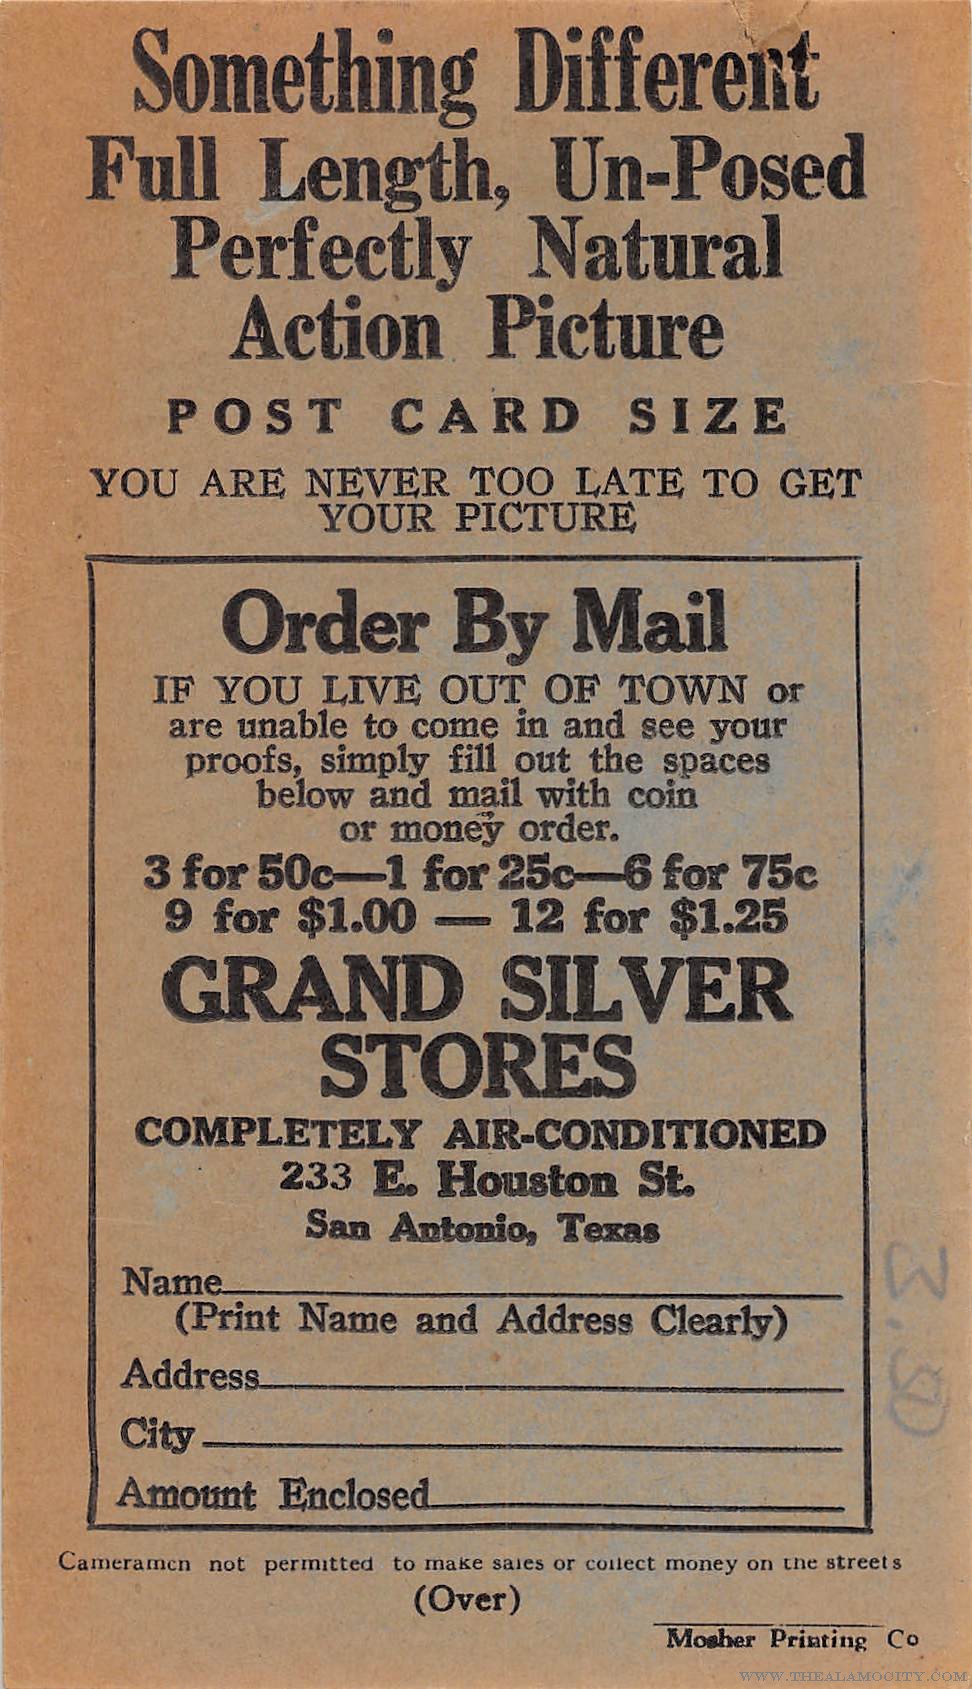 Something Different
Full Length, Un-Posed
Perfectly Natural
Action Picture
POST CARD SIZE
YOU ARE NEVER TOO LATE TO GET
YOUR PICTURE
Order By Mail
IF YOU LIVE OUT OF TOWN or
are unable to come in and see your
proofs, simply fill out the spaces
below and mail with coin
or money order.
3 for 50c—1 for 25c—6 for 75c
9 for $1.00 — 12 for $1.25
GRAND SILVER
STORES
COMPLETELY AIR-CONDITIONED
233 E. Houston St.
San Antonio, Texas
Name
(Print Name and Address Clearly)
Address
City
Amount Enclosed
Cameramen not permitted to make sales or collect money on the streets
(Over)
Mosher Printing Co
WWW.THEALAMOCITY.COM